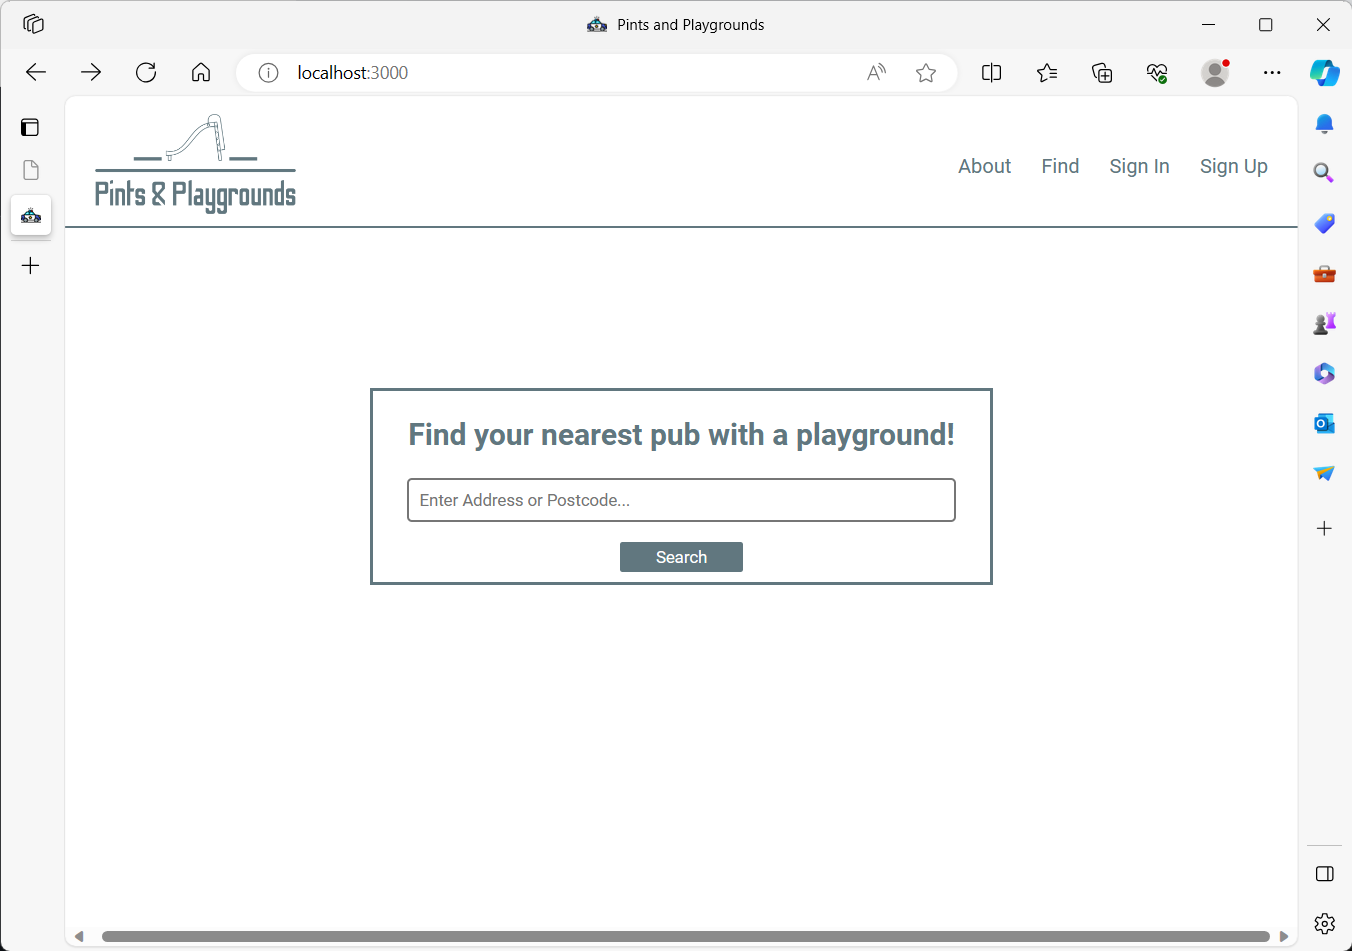 Pints and Playgrounds
localhost:3000
Pints & Playgrounds
About Find Sign In Sign Up
Find your nearest pub with a playground!
Enter Address or Postcode...
Search